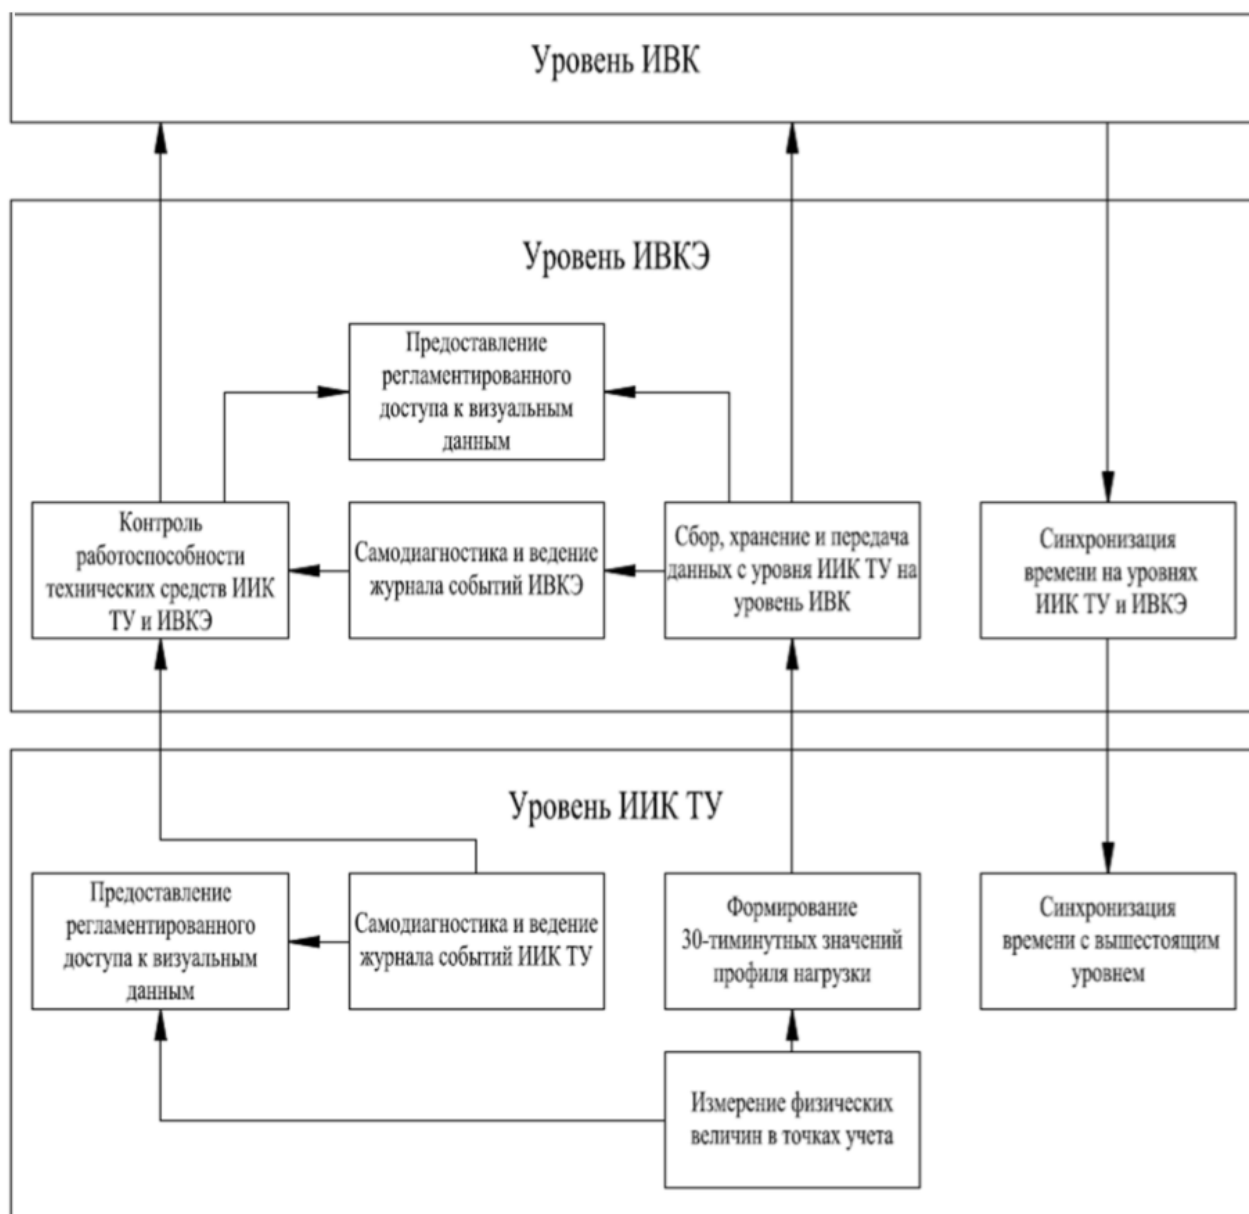 Уровень ИВК
Уровень ИВКЭ
Предоставление
регламентированного
доступа к визуальным
данным
Контроль
работоспособности
технических средств ИИК
ТУ и ИВКЭ
Самодиагностика и ведение
журнала событий ИВКЭ
Сбор, хранение и передача
данных с уровня ИИК ТУ на
уровень ИВК
Синхронизация
времени на уровнях
ИИК ТУ и ИВКЭ
Уровень ИИК ТУ
Предоставление
регламентированного
доступа к визуальным
данным
Самодиагностика и ведение
журнала событий ИИК ТУ
Формирование
30-тиминутных значений
профиля нагрузки
Синхронизация
времени с вышестоящим
уровнем
Измерение физических
величин в точках учета